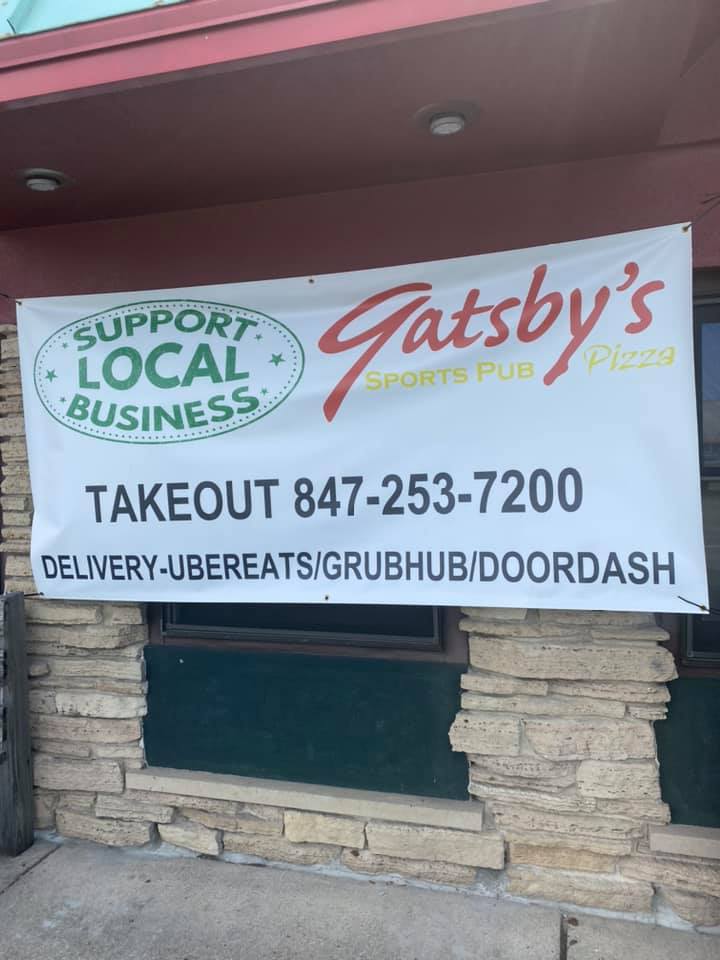 SUPPORT
LOCAL
BUSINESS
Gatsby's
SPORTS PUB Pizza
TAKEOUT 847-253-7200
DELIVERY-UBEREATS/GRUBHUB/DOORDASH